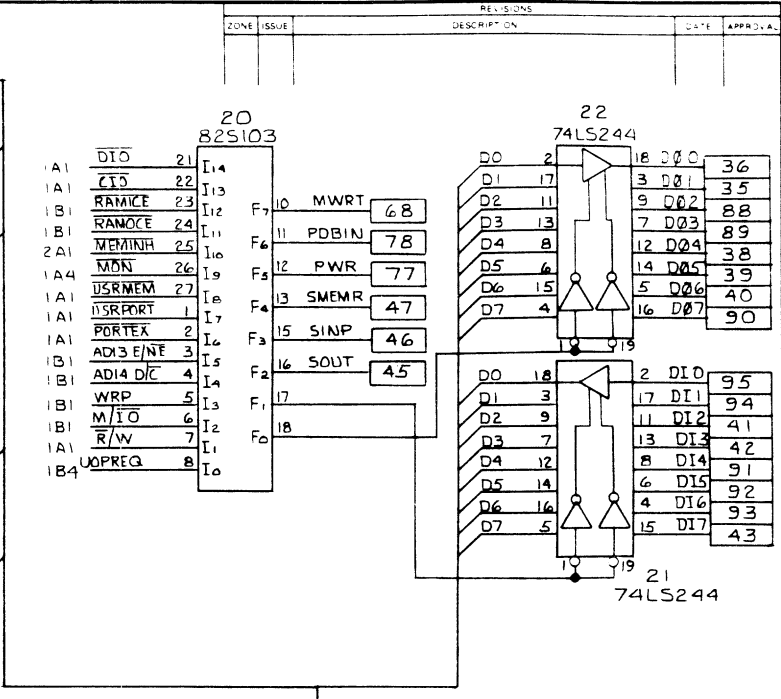 REVISIONS
ZONE ISSUE DESCRIPTION DATE APPROVAL
20
82S103
DIO 21 I14
1A1
CID 22 I13
1A1
RAMICE 23 I12
1B1
RAMOCE 24 I11
1B1
MEMINH 25 I10
2A1
MON 26 I9
1A4
USRMEM 27 I8
1A1
USRPORT 1 I7
1A1
PORTEX 2 I6
1A1
AD13 E/NE 3 I5
1B1
AD14 D/C 4 I4
1B1
WRP 5 I3
1B1
M/IO 6 I2
1B1
R/W 7 I1
1A1
UOPREQ 8 I0
1B4
F7 10 MWRT 68
F6 11 PDBIN 78
F5 12 PWR 77
F4 13 SMEMR 47
F3 15 SINP 46
F2 16 SOUT 45
F1 17
F0 18
22
74LS244
D0 2 18 DØ0 36
D1 17 3 DØ1 35
D2 11 9 DØ2 88
D3 13 7 DØ3 89
D4 8 12 DØ4 38
D5 6 14 DØ5 39
D6 15 5 DØ6 40
D7 4 16 DØ7 90
1 19
D0 18 2 DI0 95
D1 3 17 DI1 94
D2 9 11 DI2 41
D3 7 13 DI3 42
D4 12 8 DI4 91
D5 14 6 DI5 92
D6 16 4 DI6 93
D7 5 15 DI7 43
1 19
21
74LS244